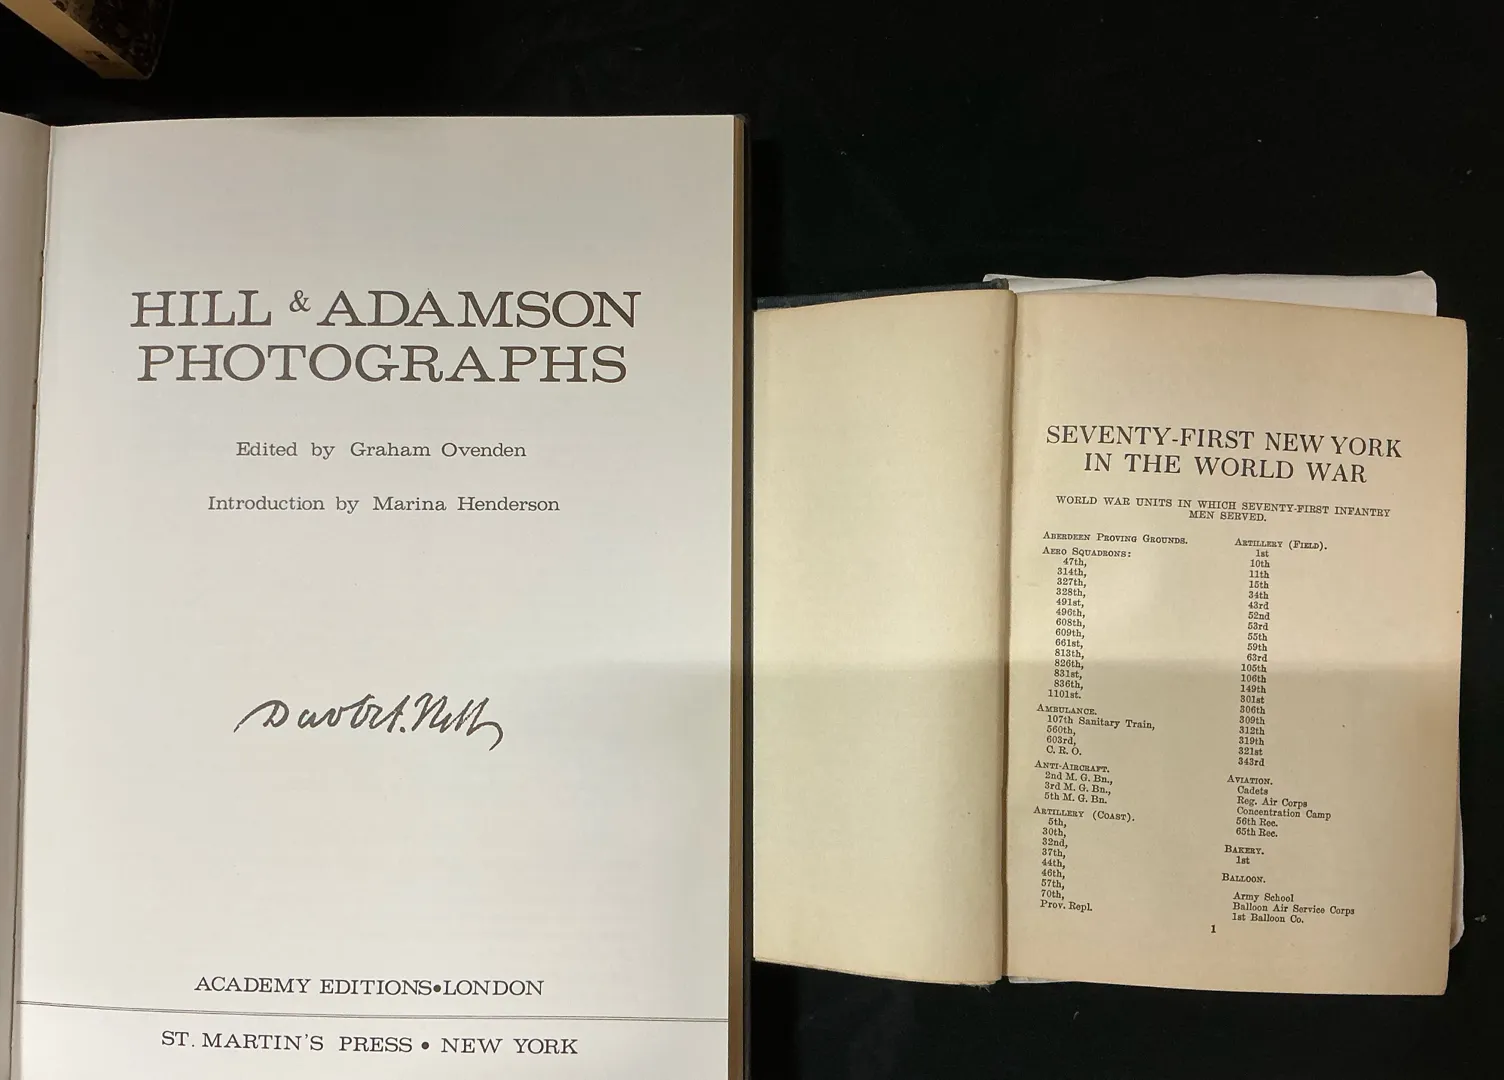 HILL & ADAMSON
PHOTOGRAPHS
Edited by Graham Ovenden
Introduction by Marina Henderson
ACADEMY EDITIONS•LONDON
ST. MARTIN'S PRESS • NEW YORK
SEVENTY-FIRST NEW YORK
IN THE WORLD WAR
WORLD WAR UNITS IN WHICH SEVENTY-FIRST INFANTRY
MEN SERVED.
ABERDEEN PROVING GROUNDS.
AERO SQUADRONS:
47th,
314th,
327th,
328th,
491st,
496th,
608th,
609th,
661st,
813th,
826th,
831st,
836th,
1101st.
AMBULANCE.
107th Sanitary Train,
560th,
603rd,
C. R. O.
ANTI-AIRCRAFT.
2nd M. G. Bn.,
3rd M. G. Bn.,
5th M. G. Bn.
ARTILLERY (COAST).
5th,
30th,
32nd,
37th,
44th,
46th,
57th,
70th,
Prov. Repl.
ARTILLERY (FIELD).
1st
10th
11th
15th
34th
43rd
52nd
53rd
55th
59th
63rd
105th
106th
149th
301st
306th
309th
312th
319th
321st
343rd
AVIATION.
Cadets
Reg. Air Corps
Concentration Camp
56th Rec.
65th Rec.
BAKERY.
1st
BALLOON.
Army School
Balloon Air Service Corps
1st Balloon Co.
1